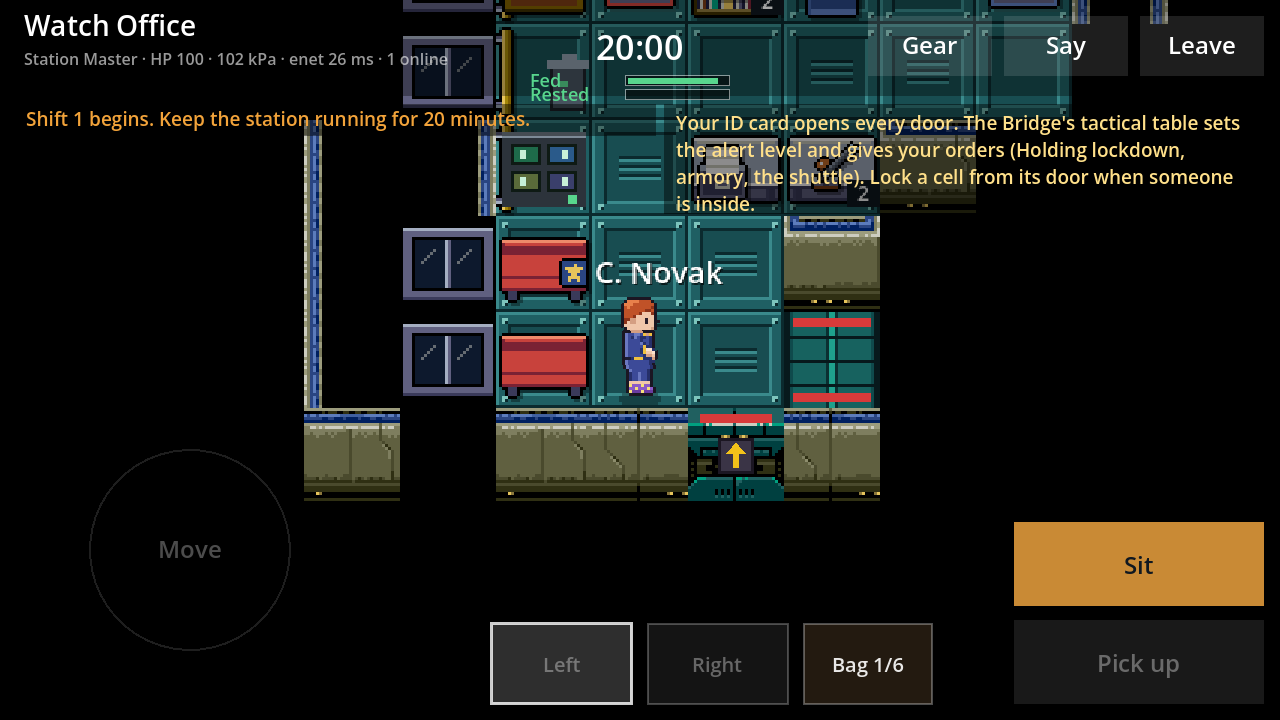 Watch Office
Station Master · HP 100 · 102 kPa · enet 26 ms · 1 online
20:00
Gear
Say
Leave
2
Fed
Rested
Shift 1 begins. Keep the station running for 20 minutes.
Your ID card opens every door. The Bridge's tactical table sets
the alert level and gives your orders (Holding lockdown,
armory, the shuttle). Lock a cell from its door when someone
is inside.
2
C. Novak
Move
Sit
Left
Right
Bag 1/6
Pick up